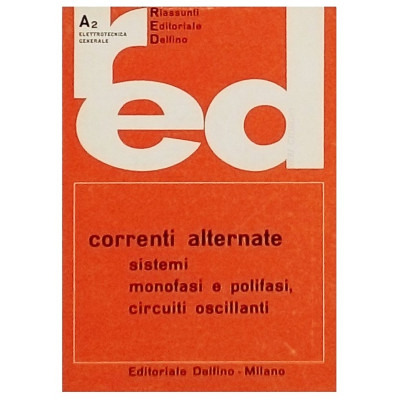 A2
ELETTROTECNICA
GENERALE
Riassunti
Editoriale
Delfino
red
correnti alternate
sistemi
monofasi e polifasi,
circuiti oscillanti
Editoriale Delfino - Milano